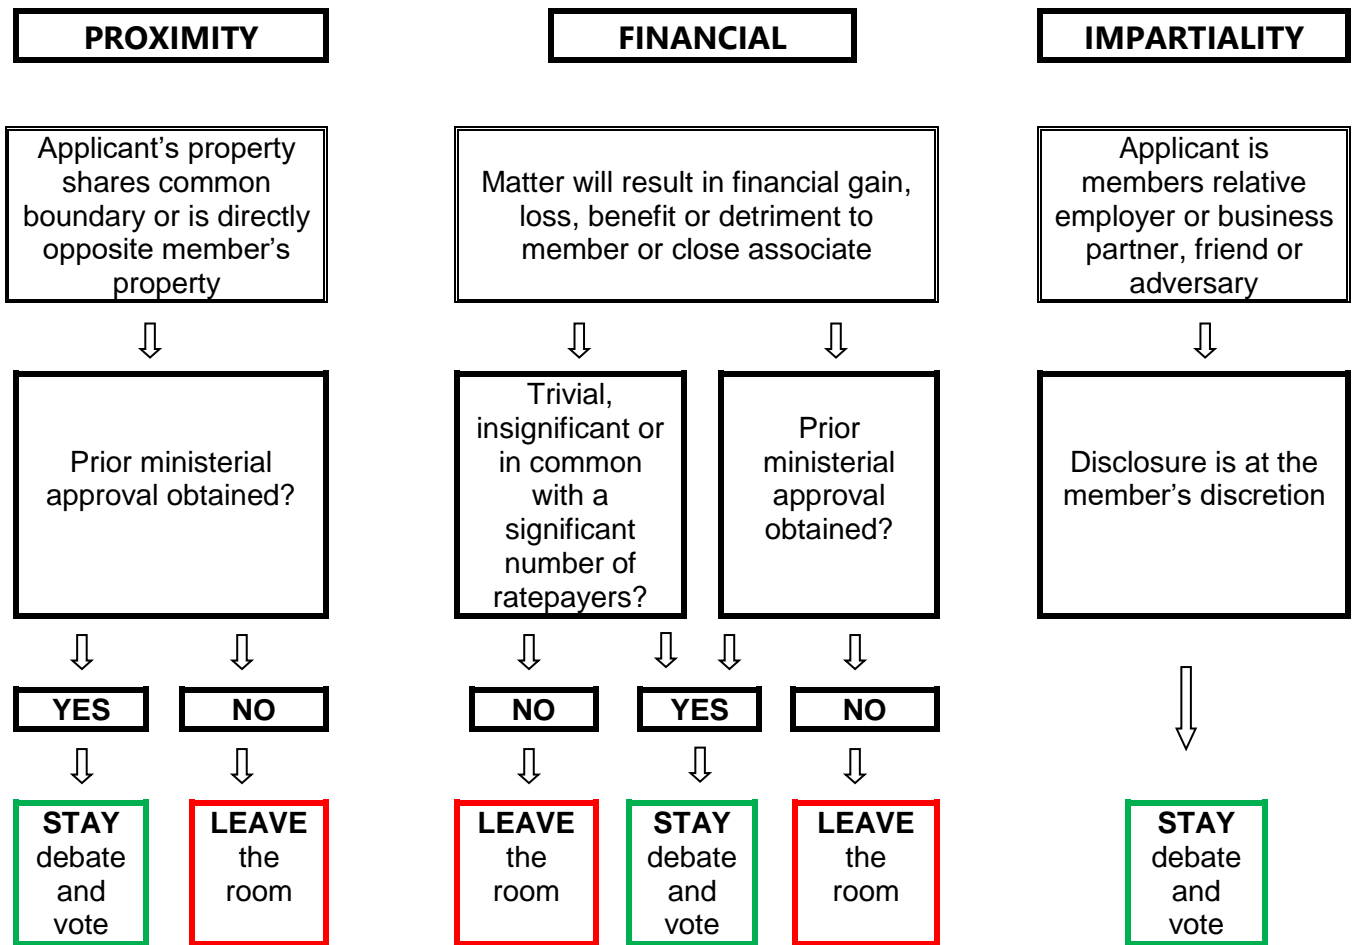 PROXIMITY
FINANCIAL
IMPARTIALITY
Applicant’s property
shares common
boundary or is directly
opposite member’s
property
Matter will result in financial gain,
loss, benefit or detriment to
member or close associate
Applicant is
members relative
employer or business
partner, friend or
adversary
Prior ministerial
approval obtained?
Trivial,
insignificant or
in common
with a
significant
number of
ratepayers?
Prior
ministerial
approval
obtained?
Disclosure is at the
member’s discretion
YES
NO
NO
YES
NO
STAY
debate
and
vote
LEAVE
the
room
LEAVE
the
room
STAY
debate
and
vote
LEAVE
the
room
STAY
debate
and
vote